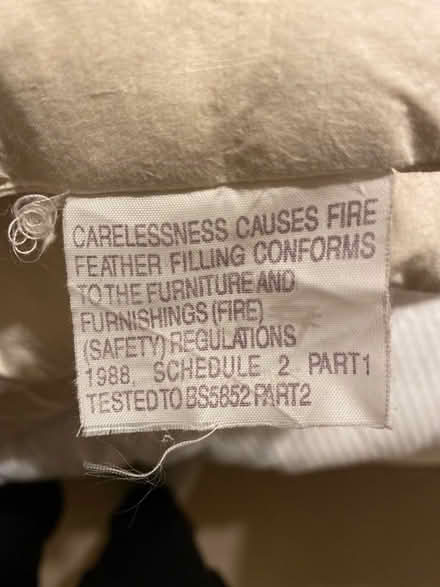 CARELESSNESS CAUSES FIRE
FEATHER FILLING CONFORMS
TO THE FURNITURE AND
FURNISHINGS (FIRE)
(SAFETY) REGULATIONS
1988, SCHEDULE 2 PART1
TESTED TO BS5852 PART2